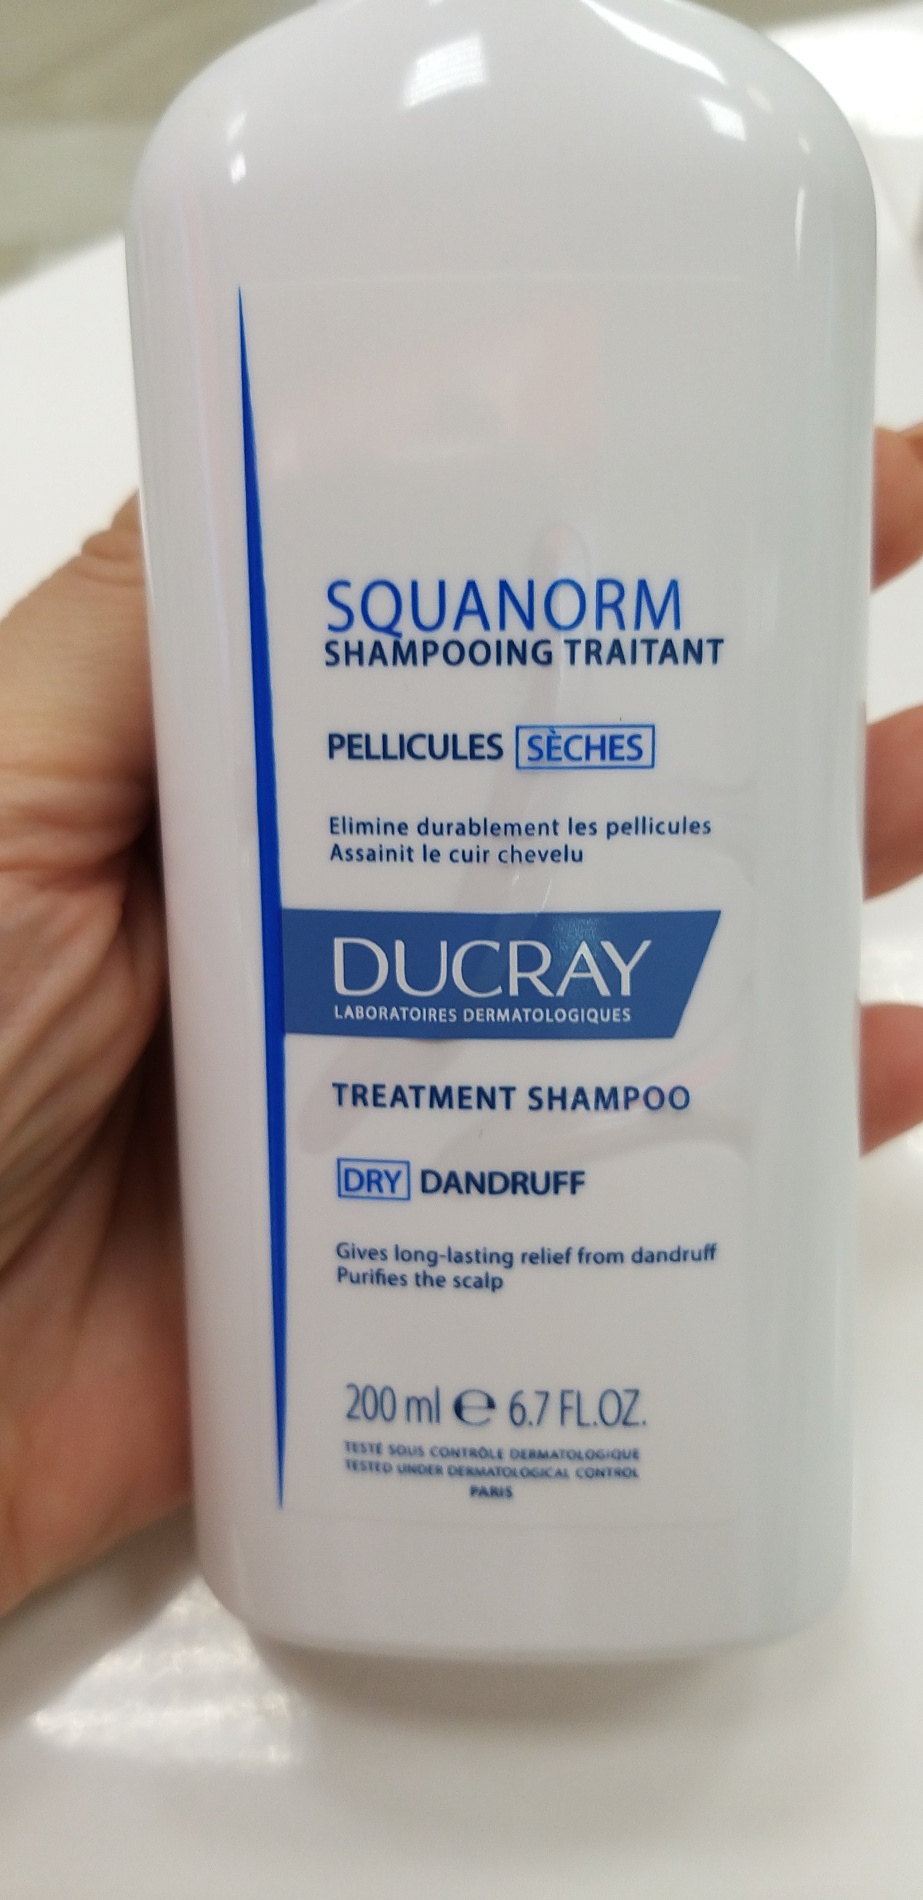 SQUANORM
SHAMPOOING TRAITANT
PELLICULES SÈCHES
Elimine durablement les pellicules
Assainit le cuir chevelu
DUCRAY
LABORATOIRES DERMATOLOGIQUES
TREATMENT SHAMPOO
DRY DANDRUFF
Gives long-lasting relief from dandruff
Purifies the scalp
200 ml ℮ 6.7 FL.OZ.
TESTÉ SOUS CONTRÔLE DERMATOLOGIQUE
TESTED UNDER DERMATOLOGICAL CONTROL
PARIS